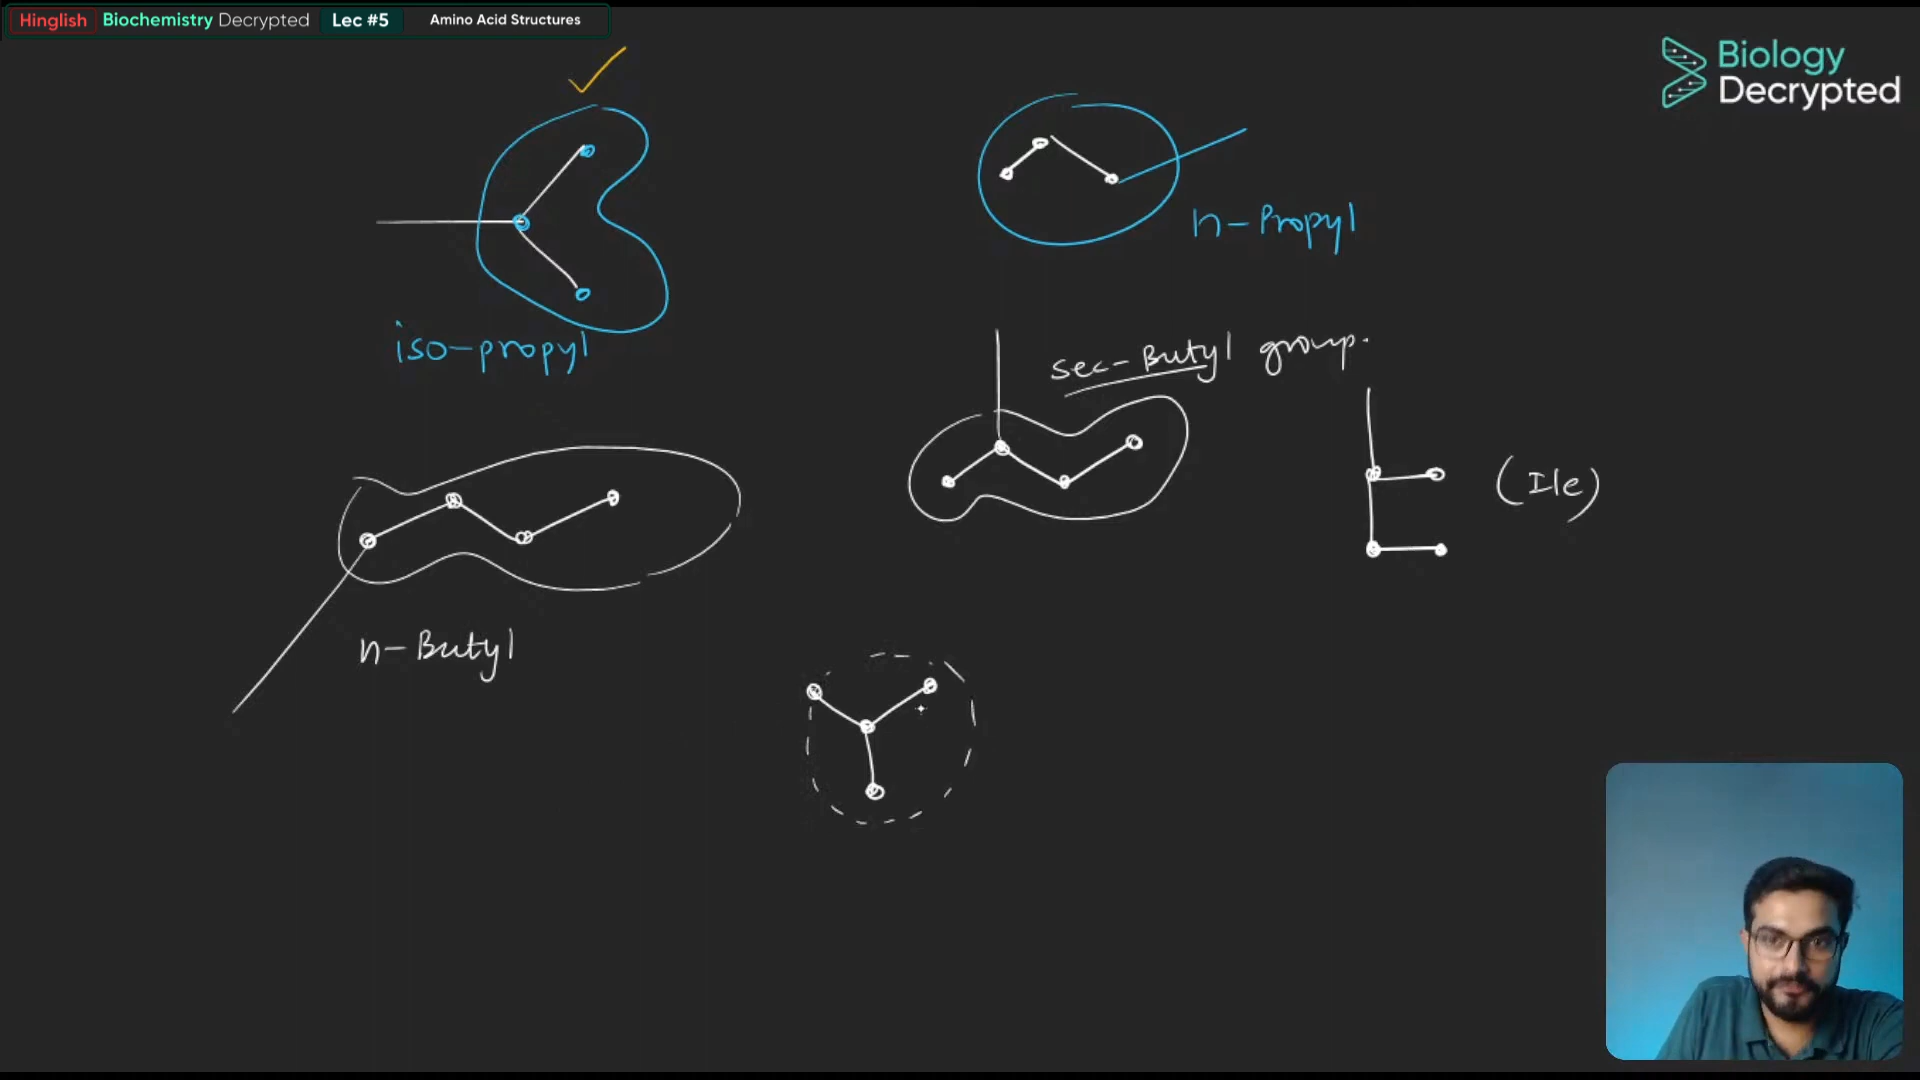 Hinglish Biochemistry Decrypted Lec #5 Amino Acid Structures
Biology
Decrypted
n-Propyl
iso-propyl
sec-Butyl group.
(Ile)
n-Butyl